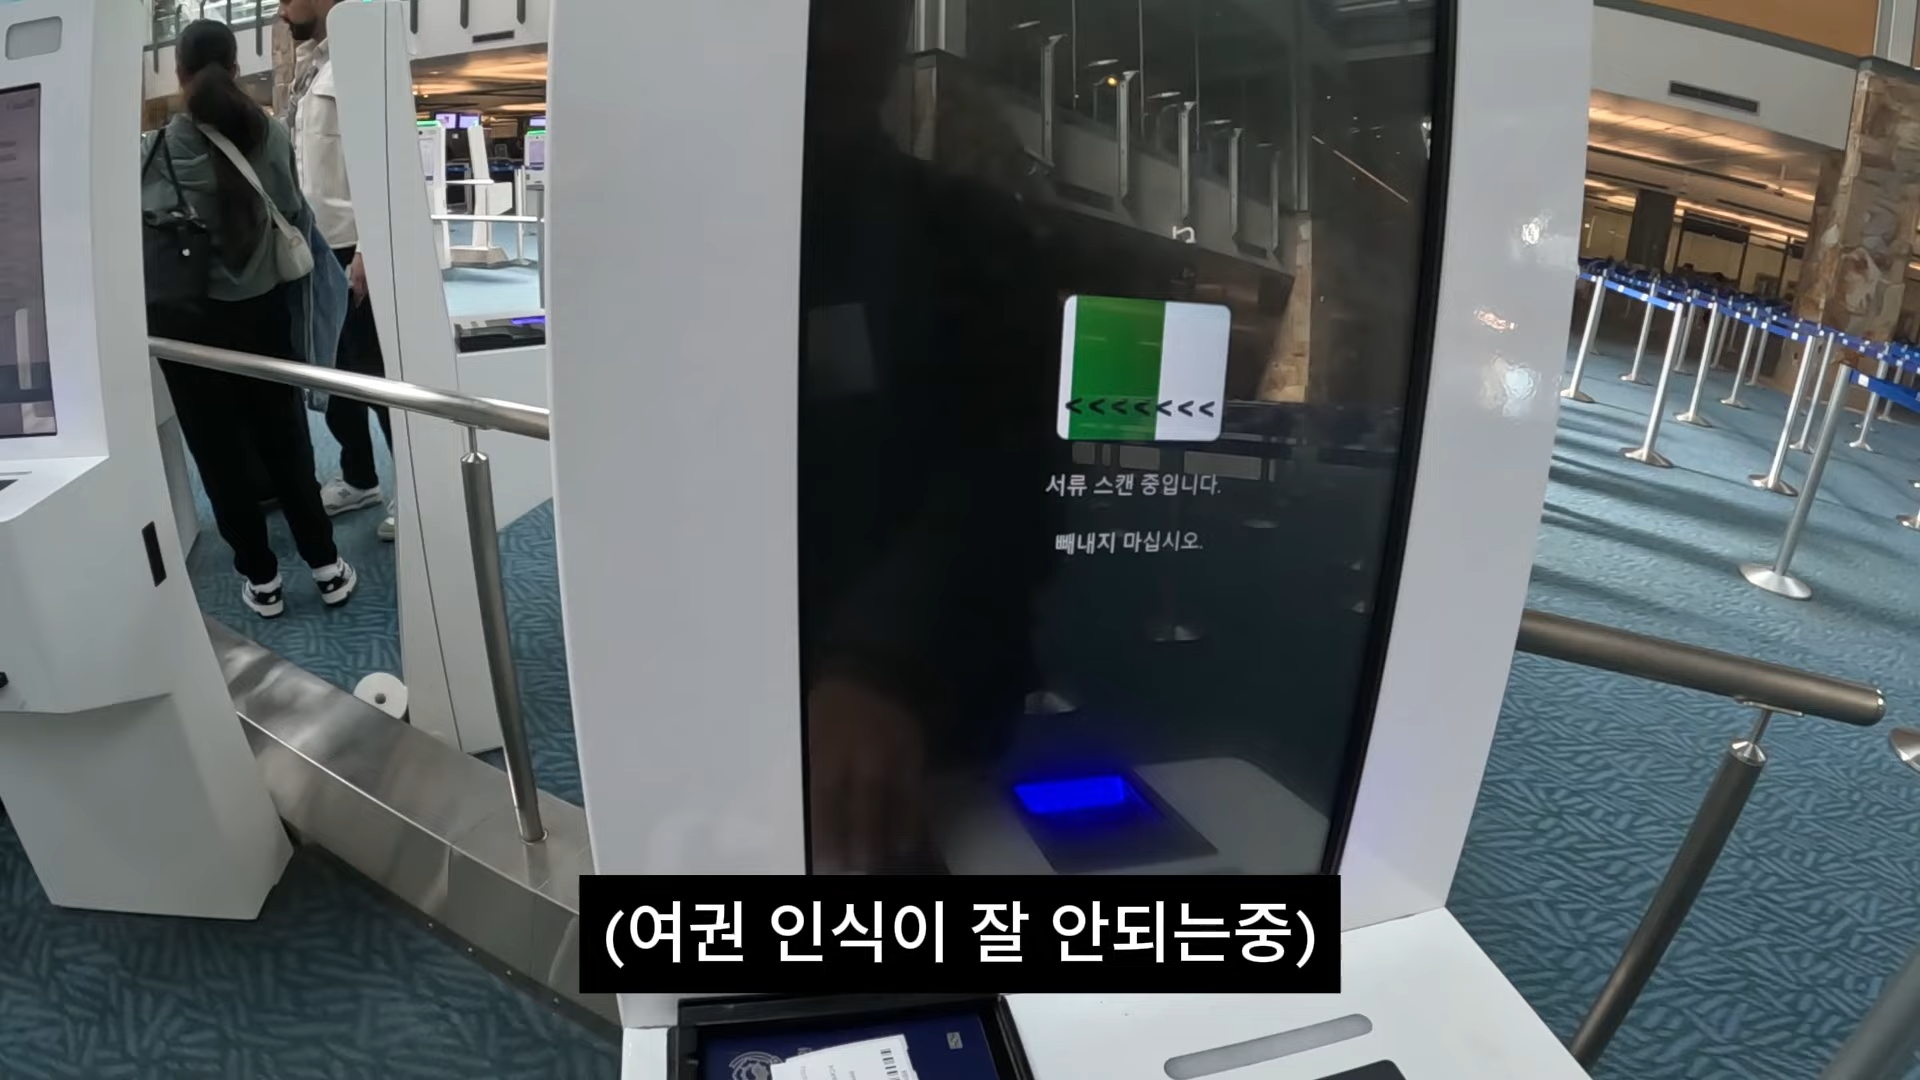 <<<<<<<
서류 스캔 중입니다.
빼내지 마십시오.
(여권 인식이 잘 안되는중)